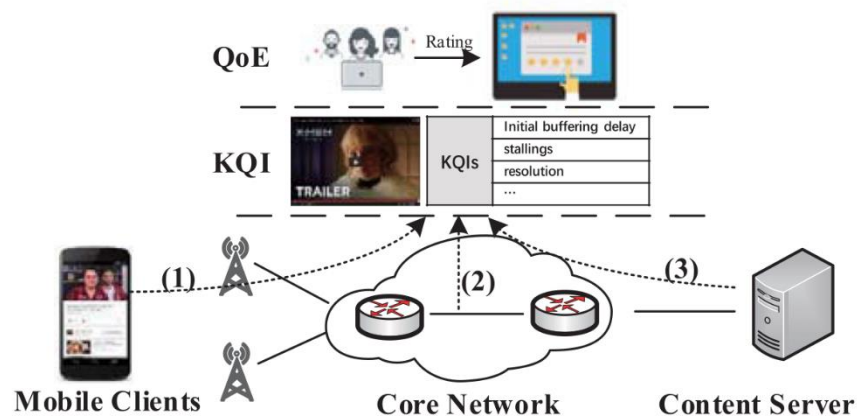 QoE
Rating
KQI
X-MEN
TRAILER
KQIs
Initial buffering delay
stallings
resolution
...
(1)
(2)
(3)
Mobile Clients
Core Network
Content Server